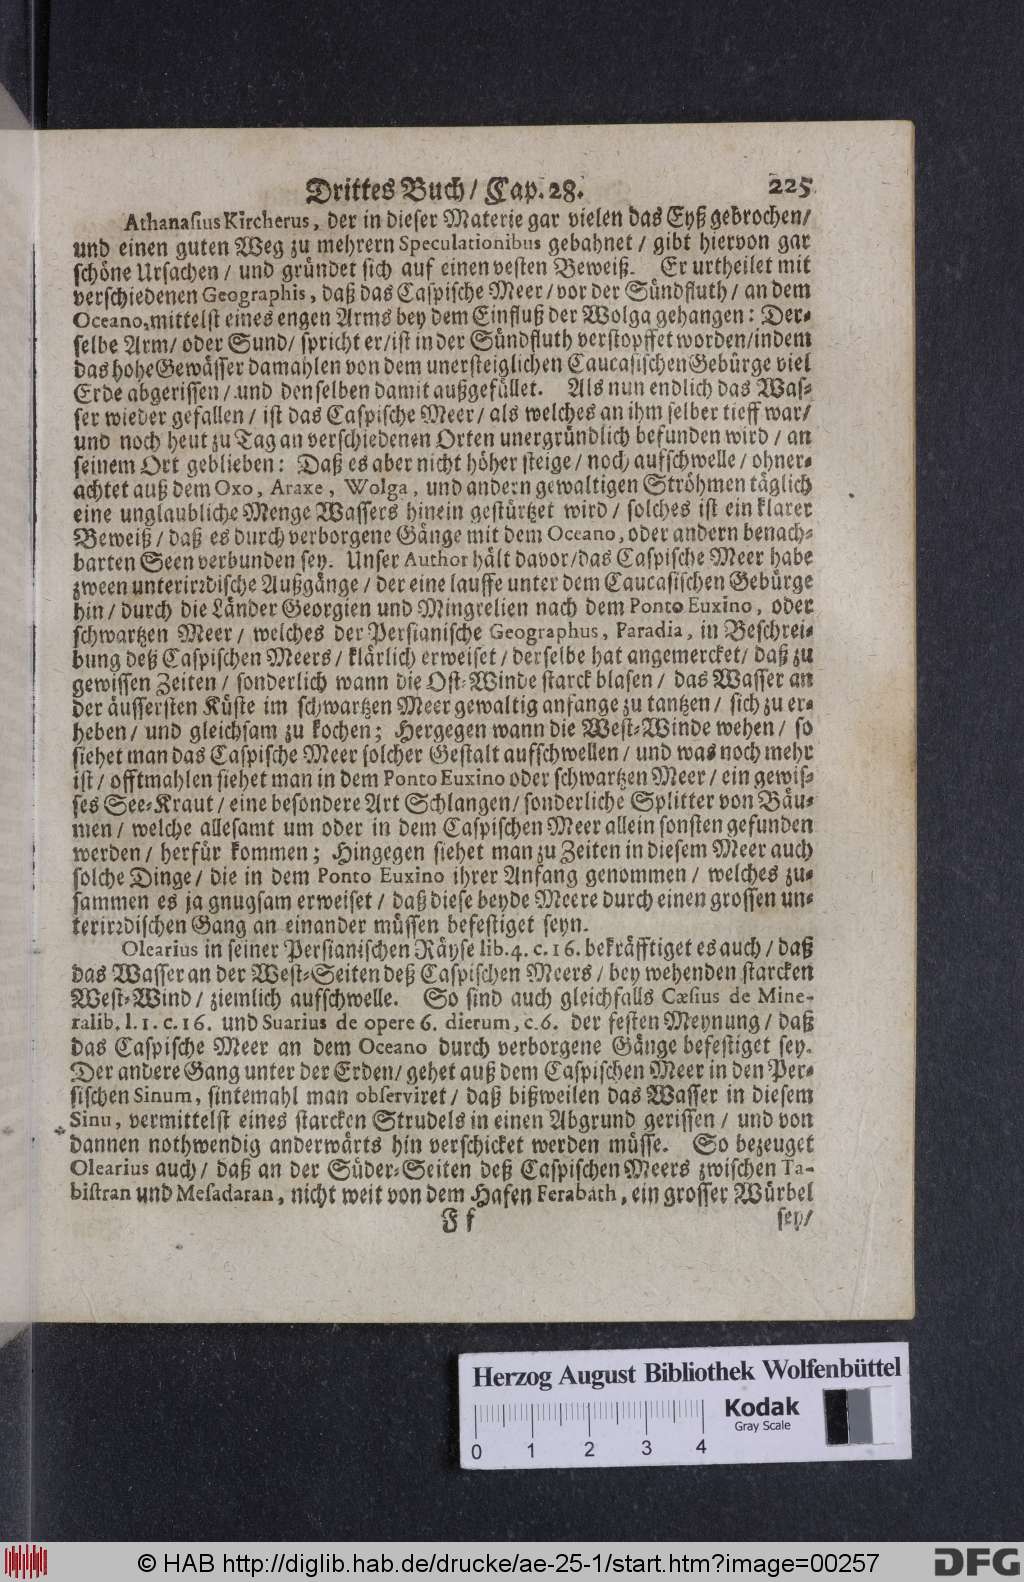 Drittes Buch / Cap. 28. 225
Athanasius Kircherus, der in dieser Materie gar vielen das Eyß gebrochen/
und einen guten Weg zu mehrern Speculationibus gebahnet / gibt hiervon gar
schöne Ursachen / und gründet sich auf einen vesten Beweiß. Er urtheilet mit
verschiedenen Geographis, daß das Caspische Meer / vor der Sündfluth / an dem
Oceano, mittelst eines engen Arms bey dem Einfluß der Wolga gehangen: Der-
selbe Arm / oder Sund / spricht er / ist in der Sündfluth verstopffet worden / indem
das hohe Gewässer damahlen von dem unersteiglichen Caucasischen Gebürge viel
Erde abgerissen / und denselben damit außgefüllet. Als nun endlich das Was-
ser wieder gefallen / ist das Caspische Meer / als welches an ihm selber tieff war/
und noch heut zu Tag an verschiedenen Orten unergründlich befunden wird / an
seinem Ort geblieben: Daß es aber nicht höher steige / noch aufschwelle / ohner-
achtet auß dem Oxo, Araxe, Wolga, und andern gewaltigen Ströhmen täglich
eine unglaubliche Menge Wassers hinein gestürtzet wird / solches ist ein klarer
Beweiß / daß es durch verborgene Gänge mit dem Oceano, oder andern benach-
barten Seen verbunden sey. Unser Author hält davor / das Caspische Meer habe
zween unterirrdische Außgänge / der eine lauffe unter dem Caucasischen Gebürge
hin / durch die Länder Georgien und Mingrelien nach dem Ponto Euxino, oder
schwartzen Meer / welches der Persianische Geographus, Paradia, in Beschrei-
bung deß Caspischen Meers / klärlich erweiset / derselbe hat angemercket / daß zu
gewissen Zeiten / sonderlich wann die Ost-Winde starck blasen / das Wasser an
der äussersten Küste im schwartzen Meer gewaltig anfange zu tantzen / sich zu er-
heben / und gleichsam zu kochen; Hergegen wann die West-Winde wehen / so
siehet man das Caspische Meer solcher Gestalt aufschwellen / und was noch mehr
ist / offtmahlen siehet man in dem Ponto Euxino oder schwartzen Meer / ein gewis-
ses See-Kraut / eine besondere Art Schlangen / sonderliche Splitter von Bäu-
men / welche allesamt um oder in dem Caspischen Meer allein sonsten gefunden
werden / herfür kommen; Hingegen siehet man zu Zeiten in diesem Meer auch
solche Dinge / die in dem Ponto Euxino ihrer Anfang genommen / welches zu-
sammen es ja gnugsam erweiset / daß diese beyde Meere durch einen grossen un-
terirrdischen Gang an einander müssen befestiget seyn.
Olearius in seiner Persianischen Räyse lib. 4. c. 16. bekräfftiget es auch / daß
das Wasser an der West-Seiten deß Caspischen Meers / bey wehenden starcken
West-Wind / ziemlich aufschwelle. So sind auch gleichfalls Cæsius de Mine-
ralib. l. 1. c. 16. und Suarius de opere 6. dierum, c. 6. der festen Meynung / daß
das Caspische Meer an dem Oceano durch verborgene Gänge befestiget sey.
Der andere Gang unter der Erden / gehet auß dem Caspischen Meer in den Per-
sischen Sinum, sintemahl man observiret / daß bißweilen das Wasser in diesem
Sinu, vermittelst eines starcken Strudels in einen Abgrund gerissen / und von
dannen nothwendig anderwärts hin verschicket werden müsse. So bezeuget
Olearius auch / daß an der Süder-Seiten deß Caspischen Meers zwischen Ta-
bistran und Mesadaran, nicht weit von dem Hafen Ferabath, ein grosser Würbel
F f sey/
Herzog August Bibliothek Wolfenbüttel
Kodak
Gray Scale
0 1 2 3 4
© HAB http://diglib.hab.de/drucke/ae-25-1/start.htm?image=00257
DFG